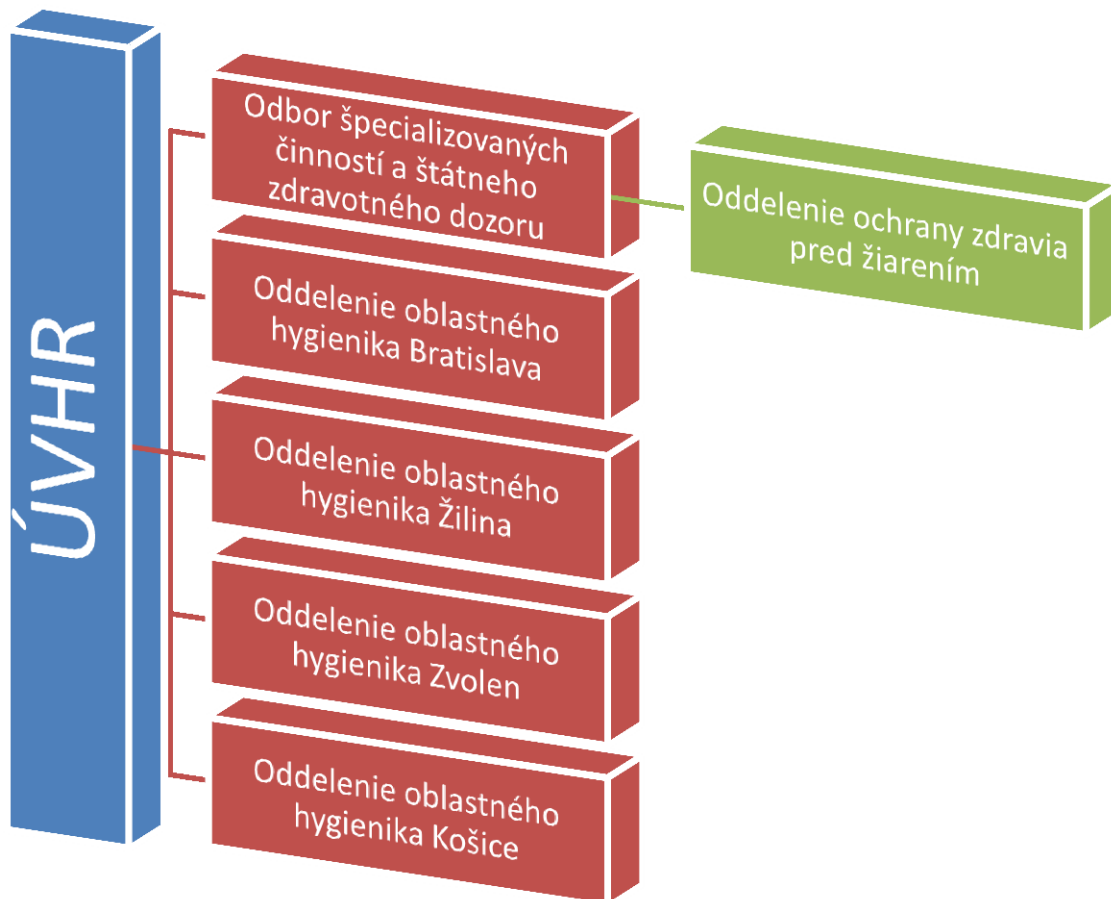 ÚVHR
Odbor špecializovaných
činností a štátneho
zdravotného dozoru
Oddelenie ochrany zdravia
pred žiarením
Oddelenie oblastného
hygienika Bratislava
Oddelenie oblastného
hygienika Žilina
Oddelenie oblastného
hygienika Zvolen
Oddelenie oblastného
hygienika Košice